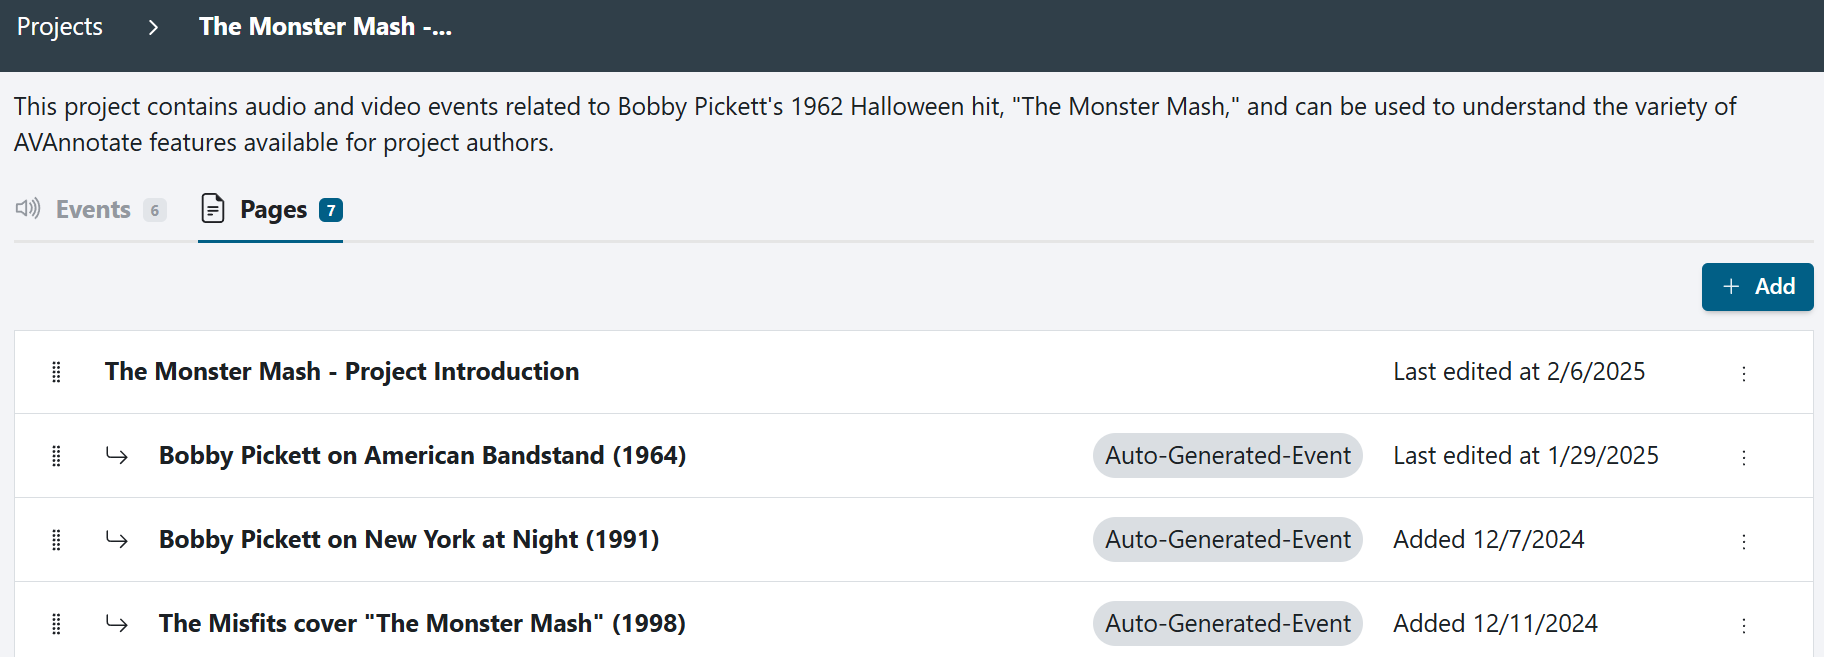 Projects > The Monster Mash -...
This project contains audio and video events related to Bobby Pickett's 1962 Halloween hit, "The Monster Mash," and can be used to understand the variety of
AVAnnotate features available for project authors.
Events 6 Pages 7
+ Add
The Monster Mash - Project Introduction Last edited at 2/6/2025
Bobby Pickett on American Bandstand (1964) Auto-Generated-Event Last edited at 1/29/2025
Bobby Pickett on New York at Night (1991) Auto-Generated-Event Added 12/7/2024
The Misfits cover "The Monster Mash" (1998) Auto-Generated-Event Added 12/11/2024